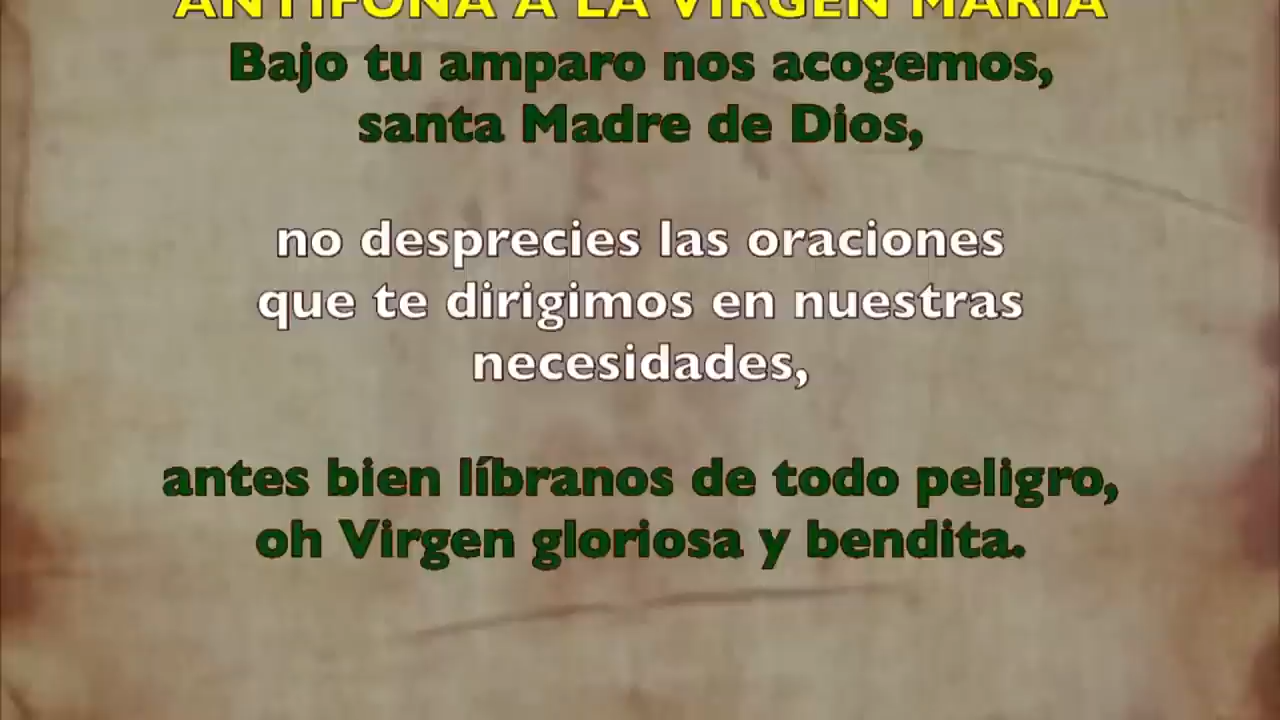 ANTÍFONA A LA VIRGEN MARÍA
Bajo tu amparo nos acogemos,
santa Madre de Dios,
no desprecies las oraciones
que te dirigimos en nuestras
necesidades,
antes bien líbranos de todo peligro,
oh Virgen gloriosa y bendita.